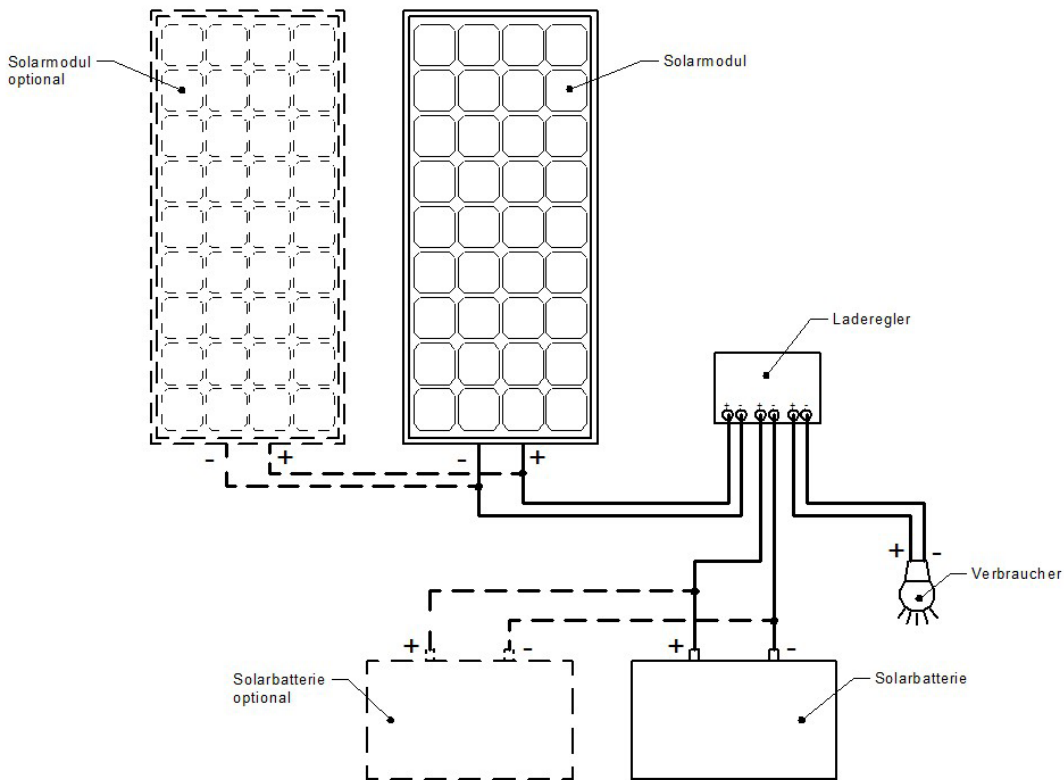 Solarmodul
optional
Solarmodul
Laderegler
+ - + - + -
- +
- +
+ -
Verbraucher
+ -
+ -
Solarbatterie
optional
Solarbatterie